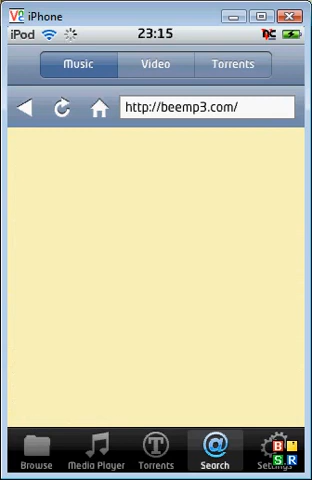 iPhone
iPod 23:15
Music Video Torrents
http://beemp3.com/
Browse Media Player Torrents Search Settings
B
S R